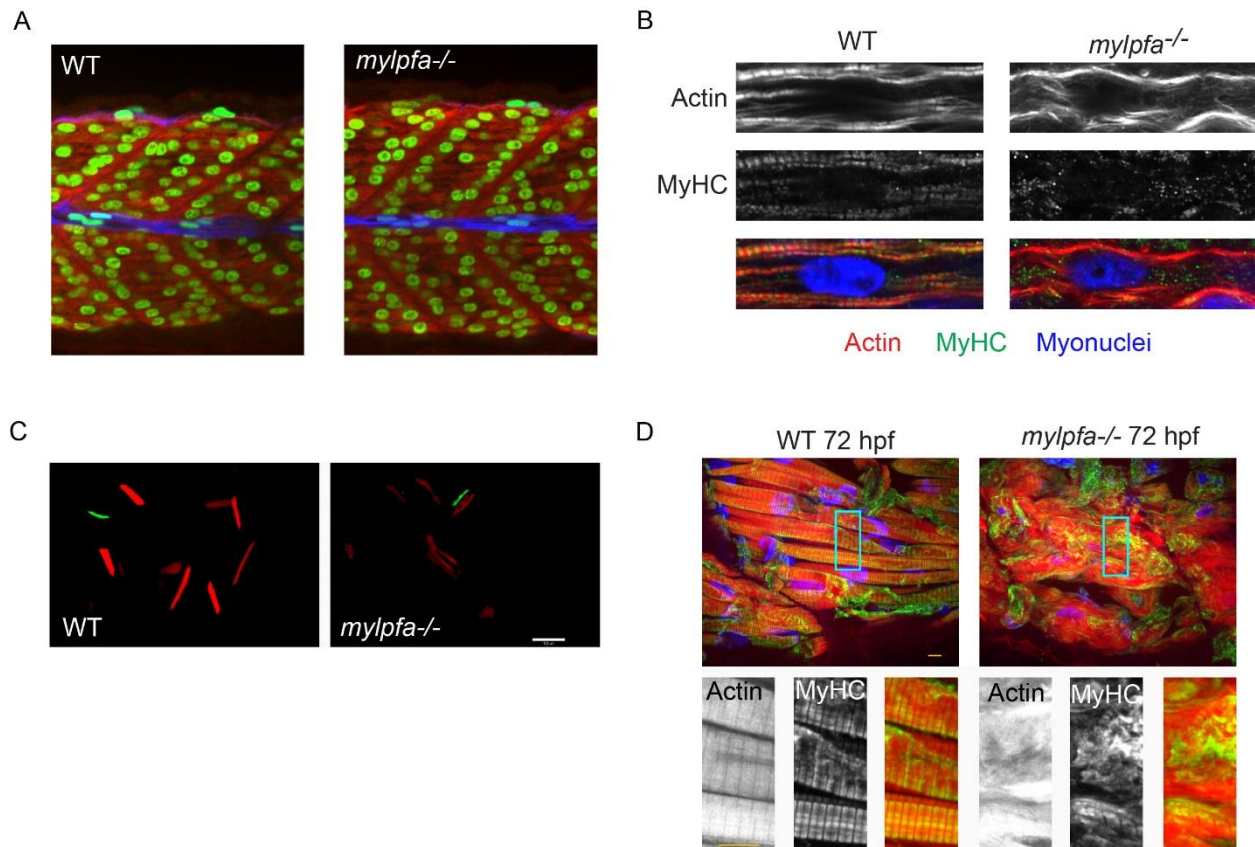 A
WT
mylpfa-/-
B
WT
mylpfa-/-
Actin
MyHC
Actin MyHC Myonuclei
C
WT
mylpfa-/-
D
WT 72 hpf
mylpfa-/- 72 hpf
Actin MyHC Actin MyHC